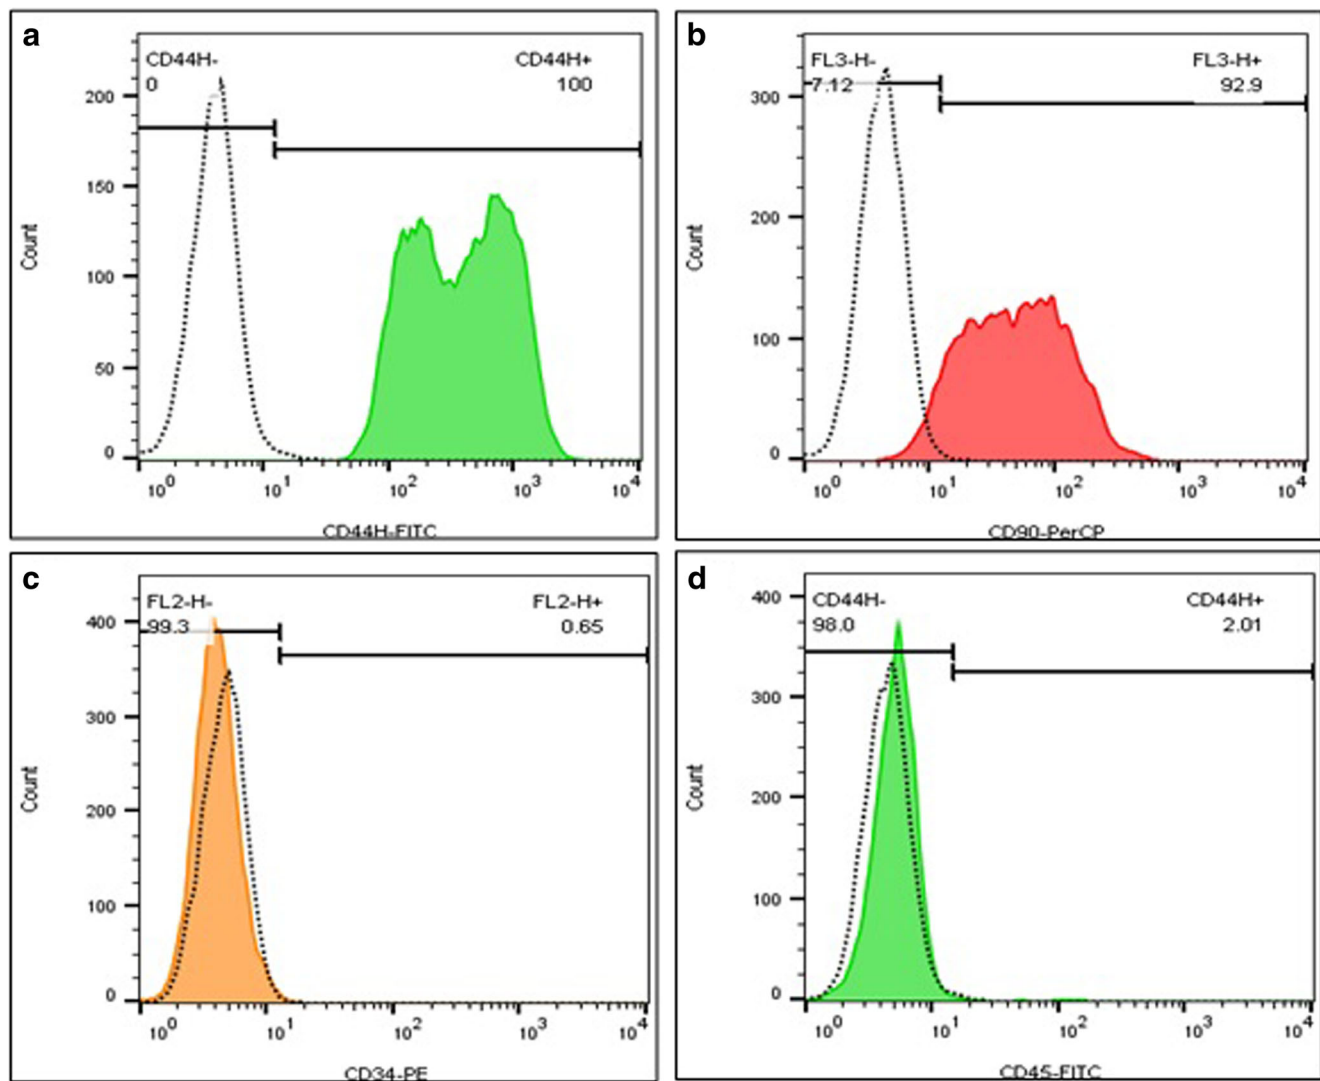 a
CD44H-
0
CD44H+
100
200
150
100
50
0
Count
10^0 10^1 10^2 10^3 10^4
CD44H-FITC
b
FL3-H-
7.12
FL3-H+
92.9
300
200
100
0
Count
10^0 10^1 10^2 10^3 10^4
CD90-PerCP
c
FL2-H-
99.3
FL2-H+
0.65
400
300
200
100
0
Count
10^0 10^1 10^2 10^3 10^4
CD34-PE
d
CD44H-
98.0
CD44H+
2.01
400
300
200
100
0
Count
10^0 10^1 10^2 10^3 10^4
CD45-FITC